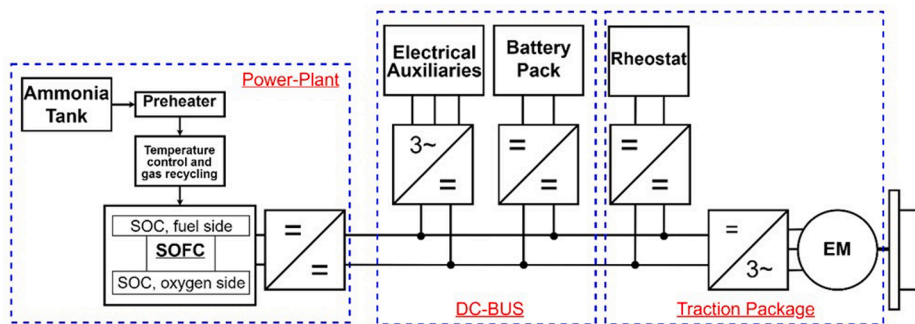 Power-Plant
Ammonia
Tank
Preheater
Temperature
control and
gas recycling
SOC, fuel side
SOFC
SOC, oxygen side
=
=
Electrical
Auxiliaries
3~
=
Battery
Pack
=
=
DC-BUS
Rheostat
=
=
=
3~
EM
Traction Package